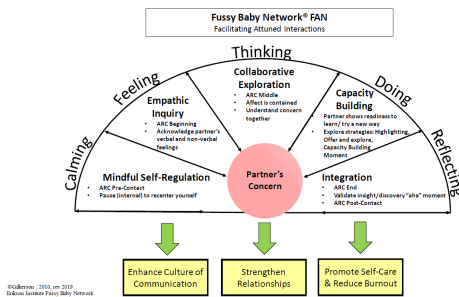 Fussy Baby Network® FAN
Facilitating Attuned Interactions
Thinking
Feeling
Doing
Calming
Reflecting
Collaborative
Exploration
• ARC Middle
• Affect is contained
• Understand concern
together
Empathic
Inquiry
• ARC Beginning
• Acknowledge partner's
verbal and non-verbal
feelings
Capacity
Building
Partner shows readiness to
learn/ try a new way
• Explore strategies: Highlighting,
Offer and explore,
Capacity Building
Moment
Mindful Self-Regulation
• ARC Pre-Contact
• Pause (internal) to recenter yourself
Partner's
Concern
Integration
• ARC End
• Validate insight/discovery "aha" moment
• ARC Post-Contact
Enhance Culture of
Communication
Strengthen
Relationships
Promote Self-Care
& Reduce Burnout
©Gilkerson . 2010, rev 2019
Erikson Institute Fussy Baby Network